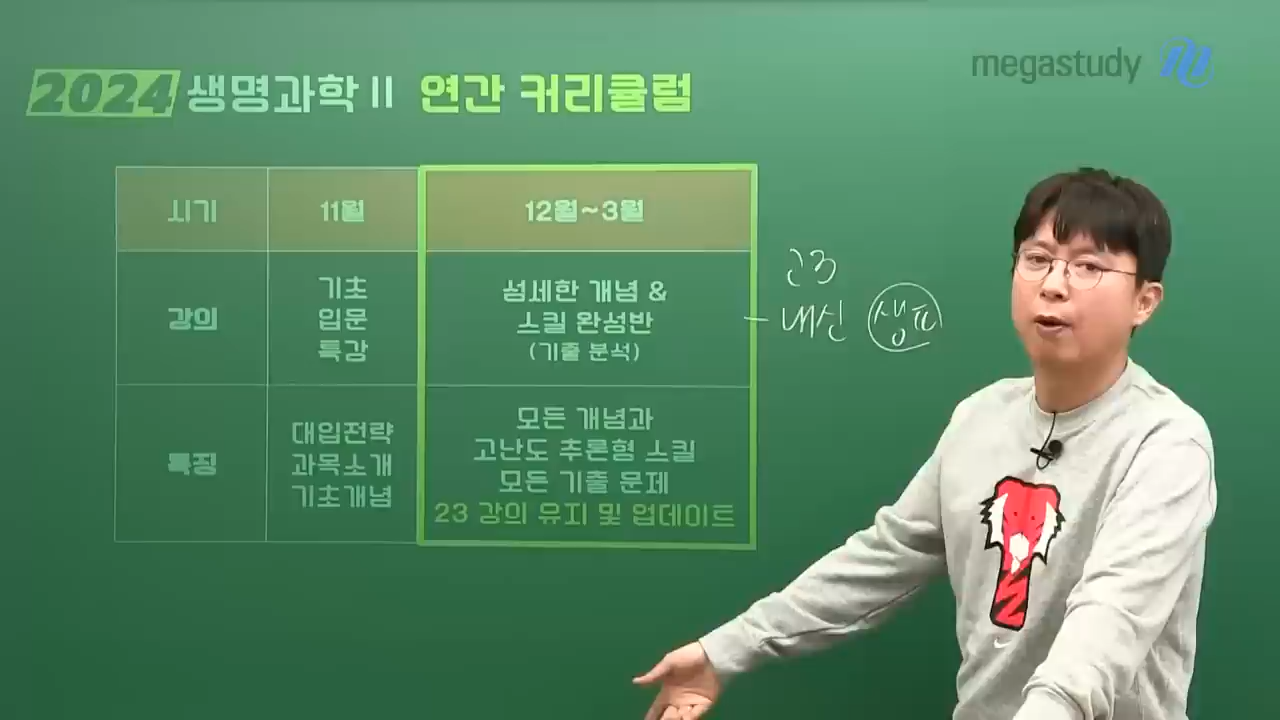 megastudy
2024 생명과학 II 연간 커리큘럼
시기
11월
12월~3월
강의
기초
입문
특강
섬세한 개념 &
스킬 완성반
(기출 분석)
고3
내신 생II
특징
대입전략
과목소개
기초개념
모든 개념과
고난도 추론형 스킬
모든 기출 문제
23 강의 유지 및 업데이트